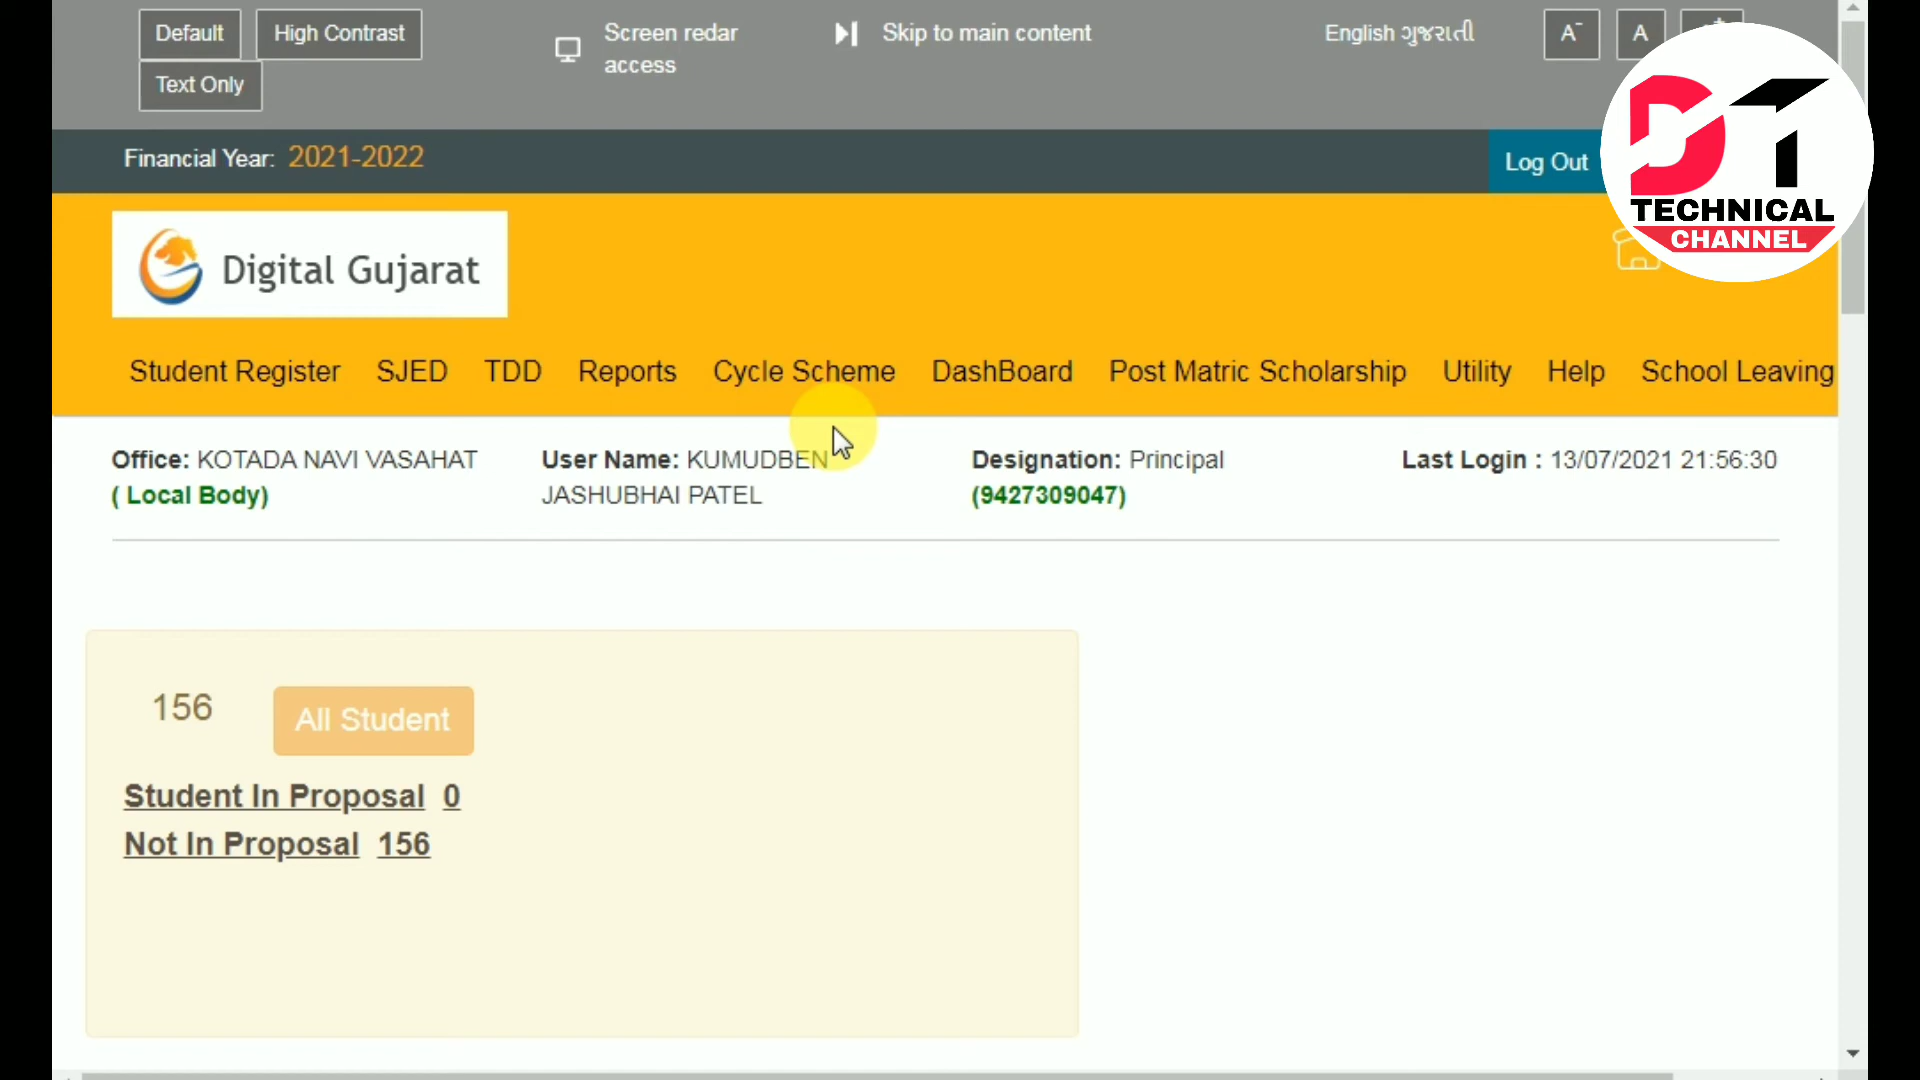 Default High Contrast Screen redar Skip to main content English ગુજરાતી A- A
access
Text Only
Financial Year: 2021-2022 Log Out
DT
TECHNICAL
CHANNEL
Digital Gujarat
Student Register SJED TDD Reports Cycle Scheme DashBoard Post Matric Scholarship Utility Help School Leaving
Office: KOTADA NAVI VASAHAT User Name: KUMUDBEN Designation: Principal Last Login : 13/07/2021 21:56:30
( Local Body) JASHUBHAI PATEL (9427309047)
156 All Student
Student In Proposal 0
Not In Proposal 156